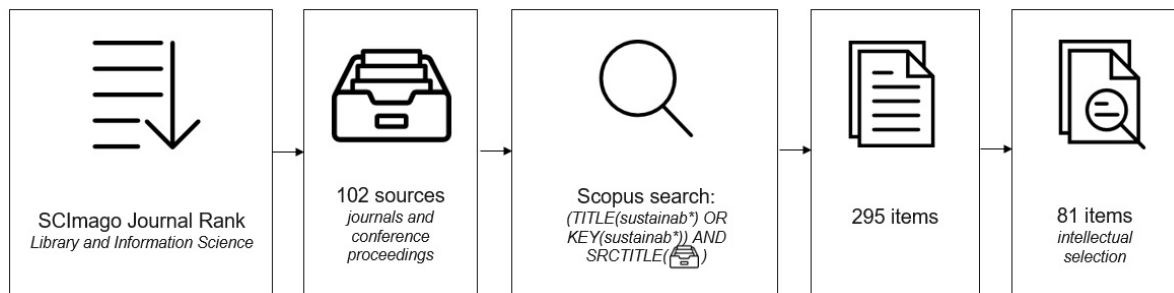 SCImago Journal Rank
Library and Information Science
102 sources
journals and
conference
proceedings
Scopus search:
(TITLE(sustainab*) OR
KEY(sustainab*)) AND
SRCTITLE( )
295 items
81 items
intellectual
selection